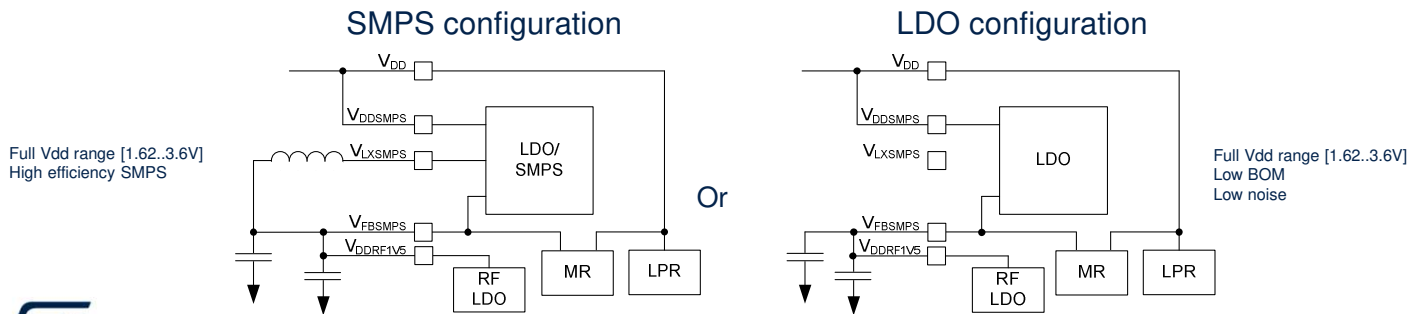 SMPS configuration
VDD
VDDSMPS
VLXSMPS
LDO/
SMPS
Full Vdd range [1.62..3.6V]
High efficiency SMPS
VFBSMPS
VDDRF1V5
RF
LDO
MR
LPR
Or
LDO configuration
VDD
VDDSMPS
VLXSMPS
LDO
Full Vdd range [1.62..3.6V]
Low BOM
Low noise
VFBSMPS
VDDRF1V5
RF
LDO
MR
LPR